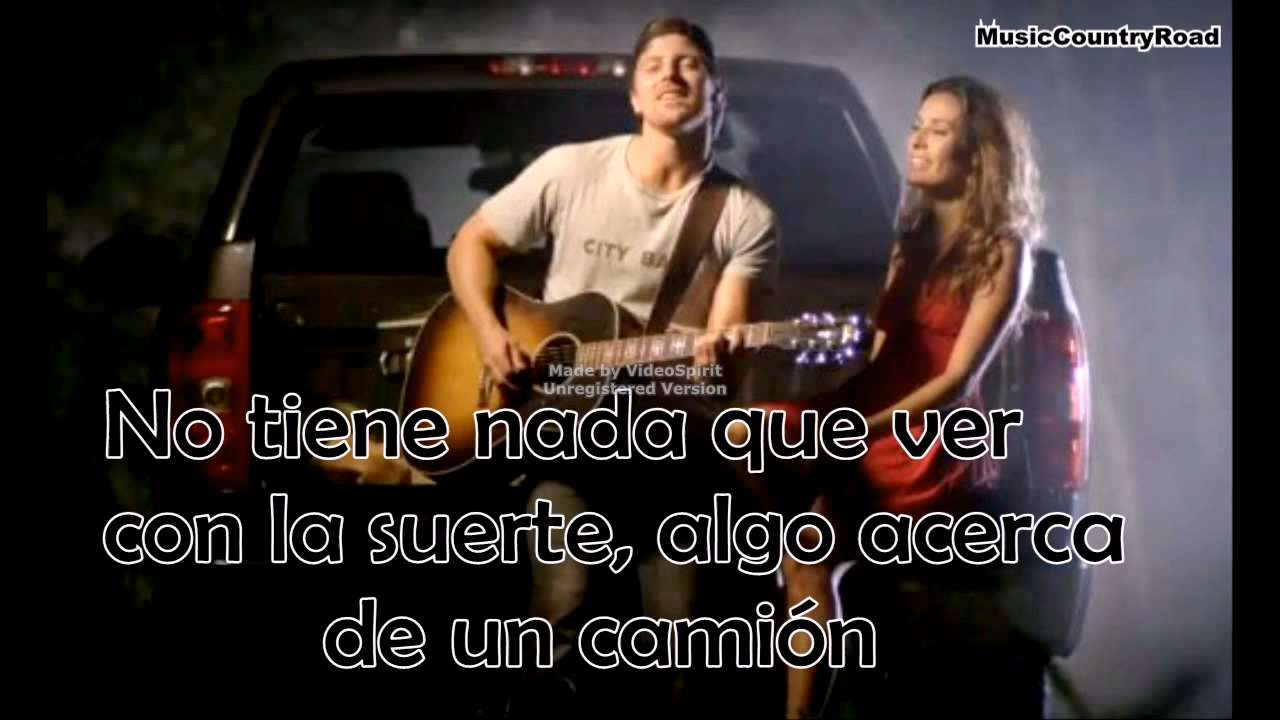 MusicCountryRoad
CITY BA
Made by VideoSpirit
Unregistered Version
No tiene nada que ver
con la suerte, algo acerca
de un camión